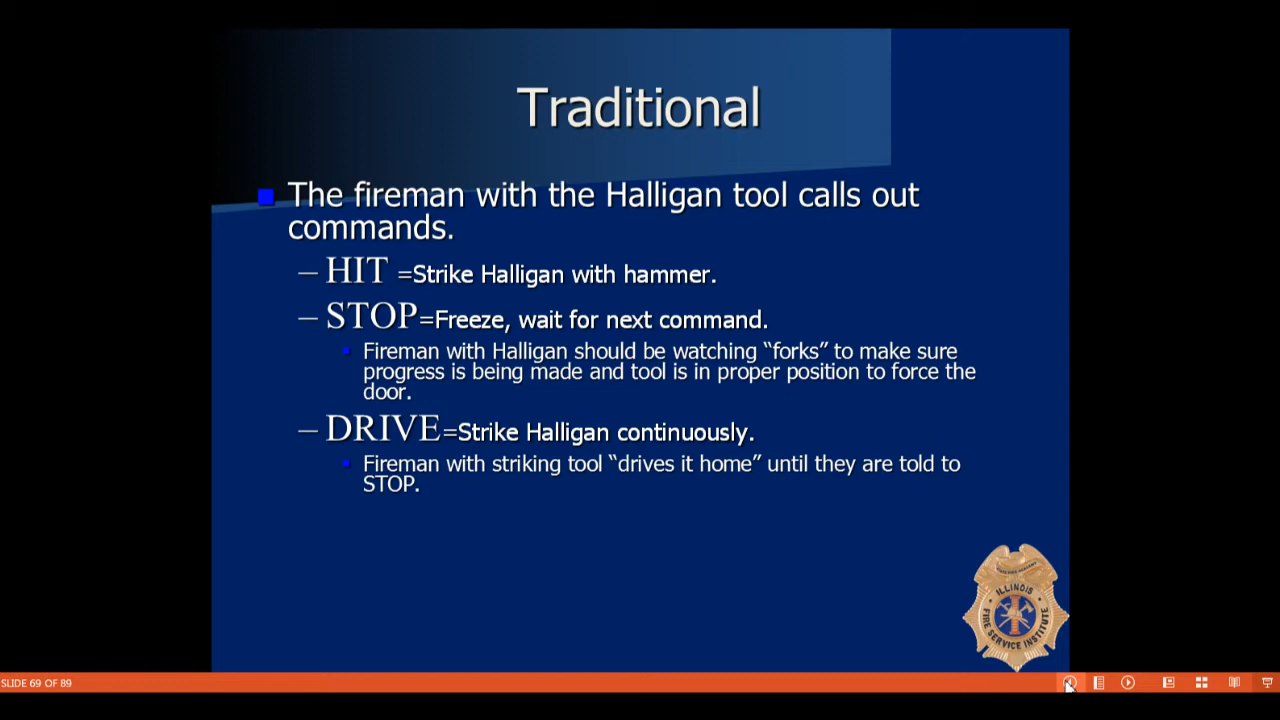 Traditional
The fireman with the Halligan tool calls out
commands.
– HIT =Strike Halligan with hammer.
– STOP=Freeze, wait for next command.
Fireman with Halligan should be watching “forks” to make sure
progress is being made and tool is in proper position to force the
door.
– DRIVE=Strike Halligan continuously.
Fireman with striking tool “drives it home” until they are told to
STOP.
ILLINOIS
FIRE SERVICE INSTITUTE
SLIDE 69 OF 89